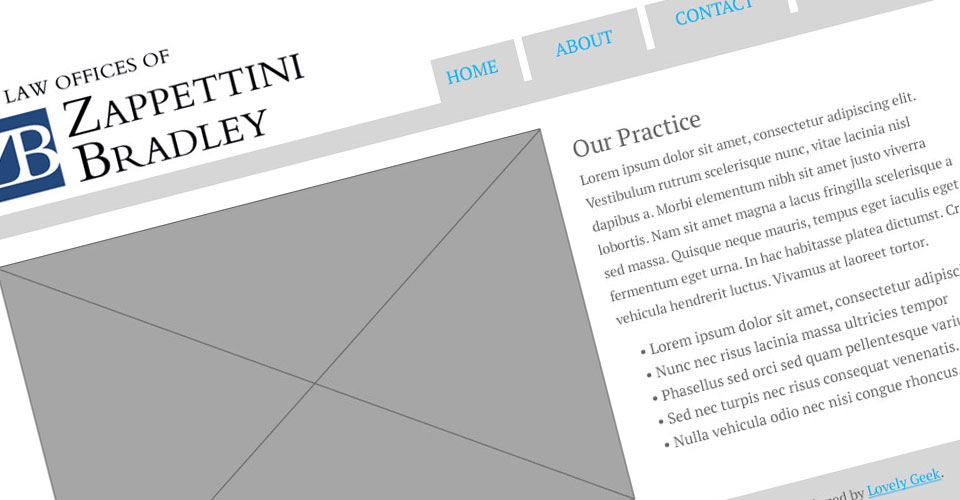 LAW OFFICES OF
ZAPPETTINI
BRADLEY
ZB
HOME
ABOUT
CONTACT
Our Practice
Lorem ipsum dolor sit amet, consectetur adipiscing elit.
Vestibulum rutrum scelerisque nunc, vitae lacinia nisl
dapibus a. Morbi elementum nibh sit amet justo viverra
lobortis. Nam sit amet magna a lacus fringilla scelerisque a
sed massa. Quisque neque mauris, tempus eget iaculis eget
fermentum eget urna. In hac habitasse platea dictumst. Cr
vehicula hendrerit luctus. Vivamus at laoreet tortor.
• Lorem ipsum dolor sit amet, consectetur adipisc
• Nunc nec risus lacinia massa ultricies tempor
• Phasellus sed orci sed quam pellentesque variu
• Sed nec turpis nec risus consequat venenatis.
• Nulla vehicula odio nec nisi congue rhoncus.
by Lovely Geek.